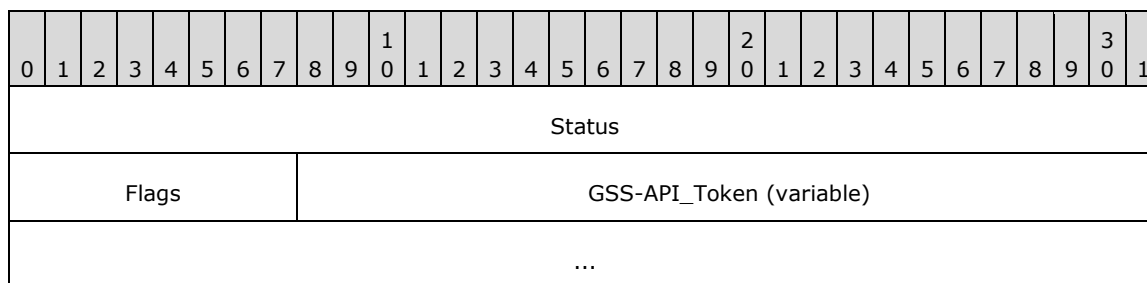 1 2 3
0 1 2 3 4 5 6 7 8 9 0 1 2 3 4 5 6 7 8 9 0 1 2 3 4 5 6 7 8 9 0 1
Status
Flags GSS-API_Token (variable)
...